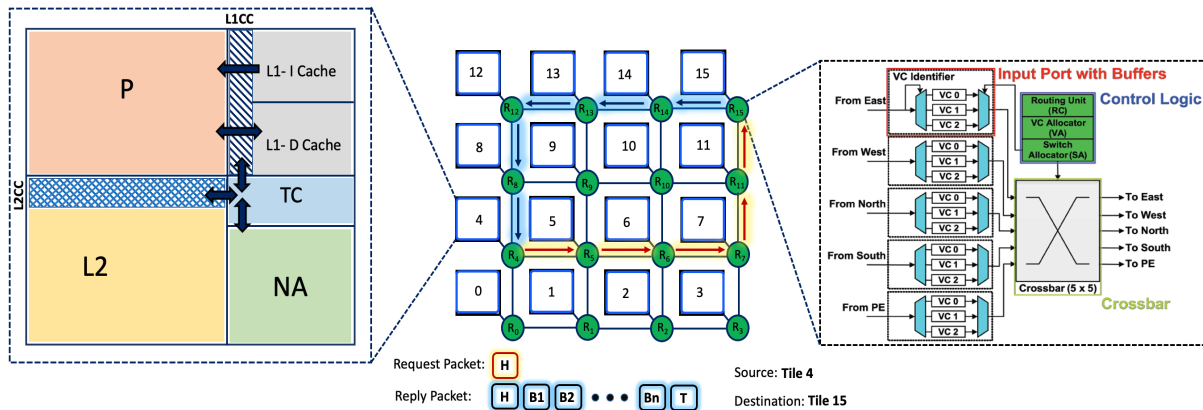 L1CC
P
L1- I Cache
L1- D Cache
L2CC
TC
L2
NA
12
13
14
15
R12
R13
R14
R15
8
9
10
11
R8
R9
R10
R11
4
5
6
7
R4
R5
R6
R7
0
1
2
3
R0
R1
R2
R3
Request Packet:
H
Reply Packet:
H
B1
B2
Bn
T
Source: Tile 4
Destination: Tile 15
VC Identifier
Input Port with Buffers
From East
VC 0
VC 1
VC 2
Control Logic
Routing Unit
(RC)
VC Allocator
(VA)
Switch
Allocator(SA)
From West
VC 0
VC 1
VC 2
From North
VC 0
VC 1
VC 2
From South
VC 0
VC 1
VC 2
From PE
VC 0
VC 1
VC 2
To East
To West
To North
To South
To PE
Crossbar (5 x 5)
Crossbar